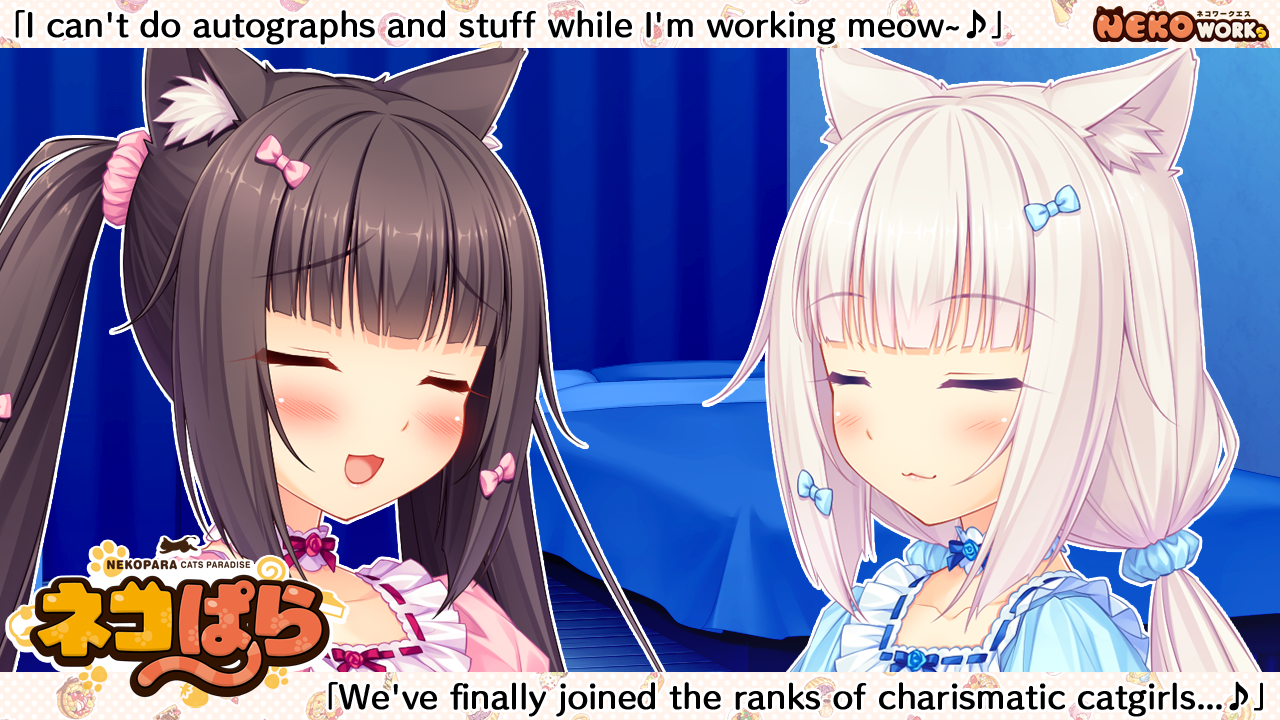 「I can't do autographs and stuff while I'm working meow~♪」
ネコワークエス
NEKO WORKs
NEKOPARA CATS PARADISE
ネコぱら
「We've finally joined the ranks of charismatic catgirls...♪」